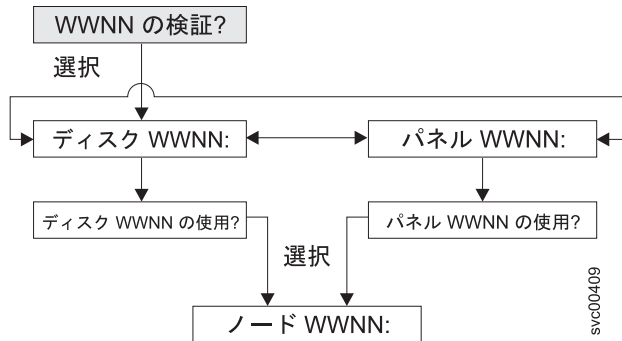 WWNN の検証?
選択
ディスク WWNN:
パネル WWNN:
ディスク WWNN の使用?
パネル WWNN の使用?
選択
ノード WWNN:
svc00409